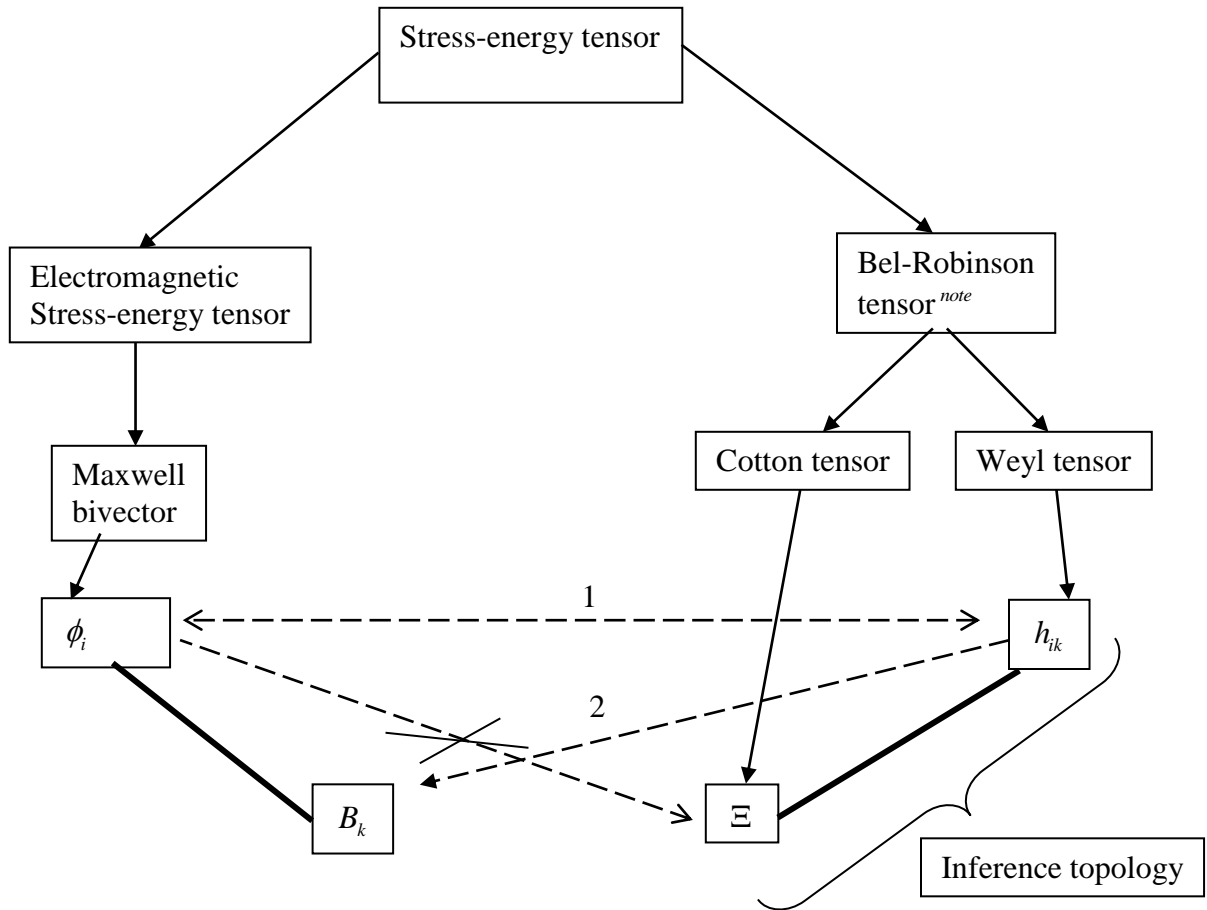 Stress-energy tensor
Electromagnetic
Stress-energy tensor
Bel-Robinson
tensor note
Maxwell
bivector
Cotton tensor
Weyl tensor
ϕi
1
hik
2
Bk
Ξ
Inference topology